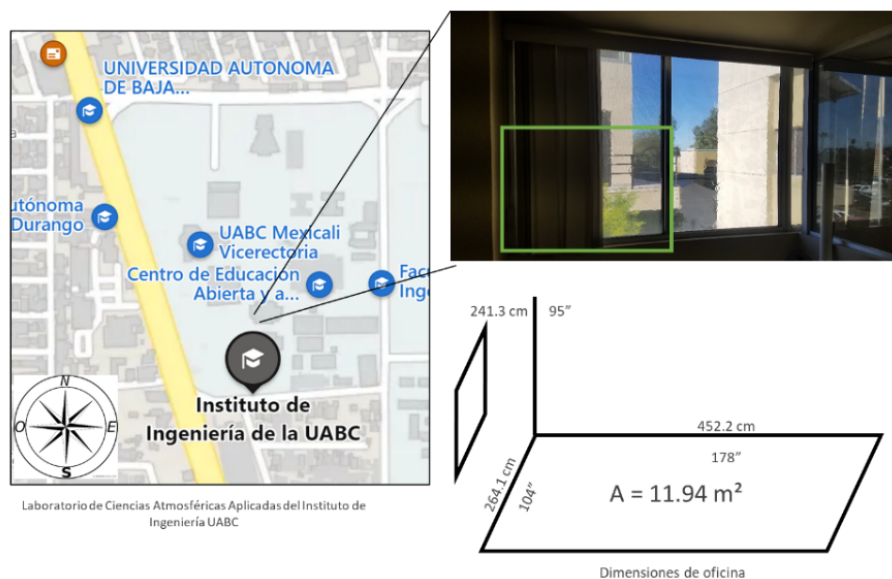 UNIVERSIDAD AUTONOMA
DE BAJA...
utónoma
Durango
UABC Mexicali
Vicerectoria
Centro de Educación
Abierta y a...
Facu
Inge
Instituto de
Ingeniería de la UABC
N
O
E
S
Laboratorio de Ciencias Atmosféricas Aplicadas del Instituto de
Ingeniería UABC
241.3 cm
95”
452.2 cm
178”
264.1 cm
104”
A = 11.94 m²
Dimensiones de oficina